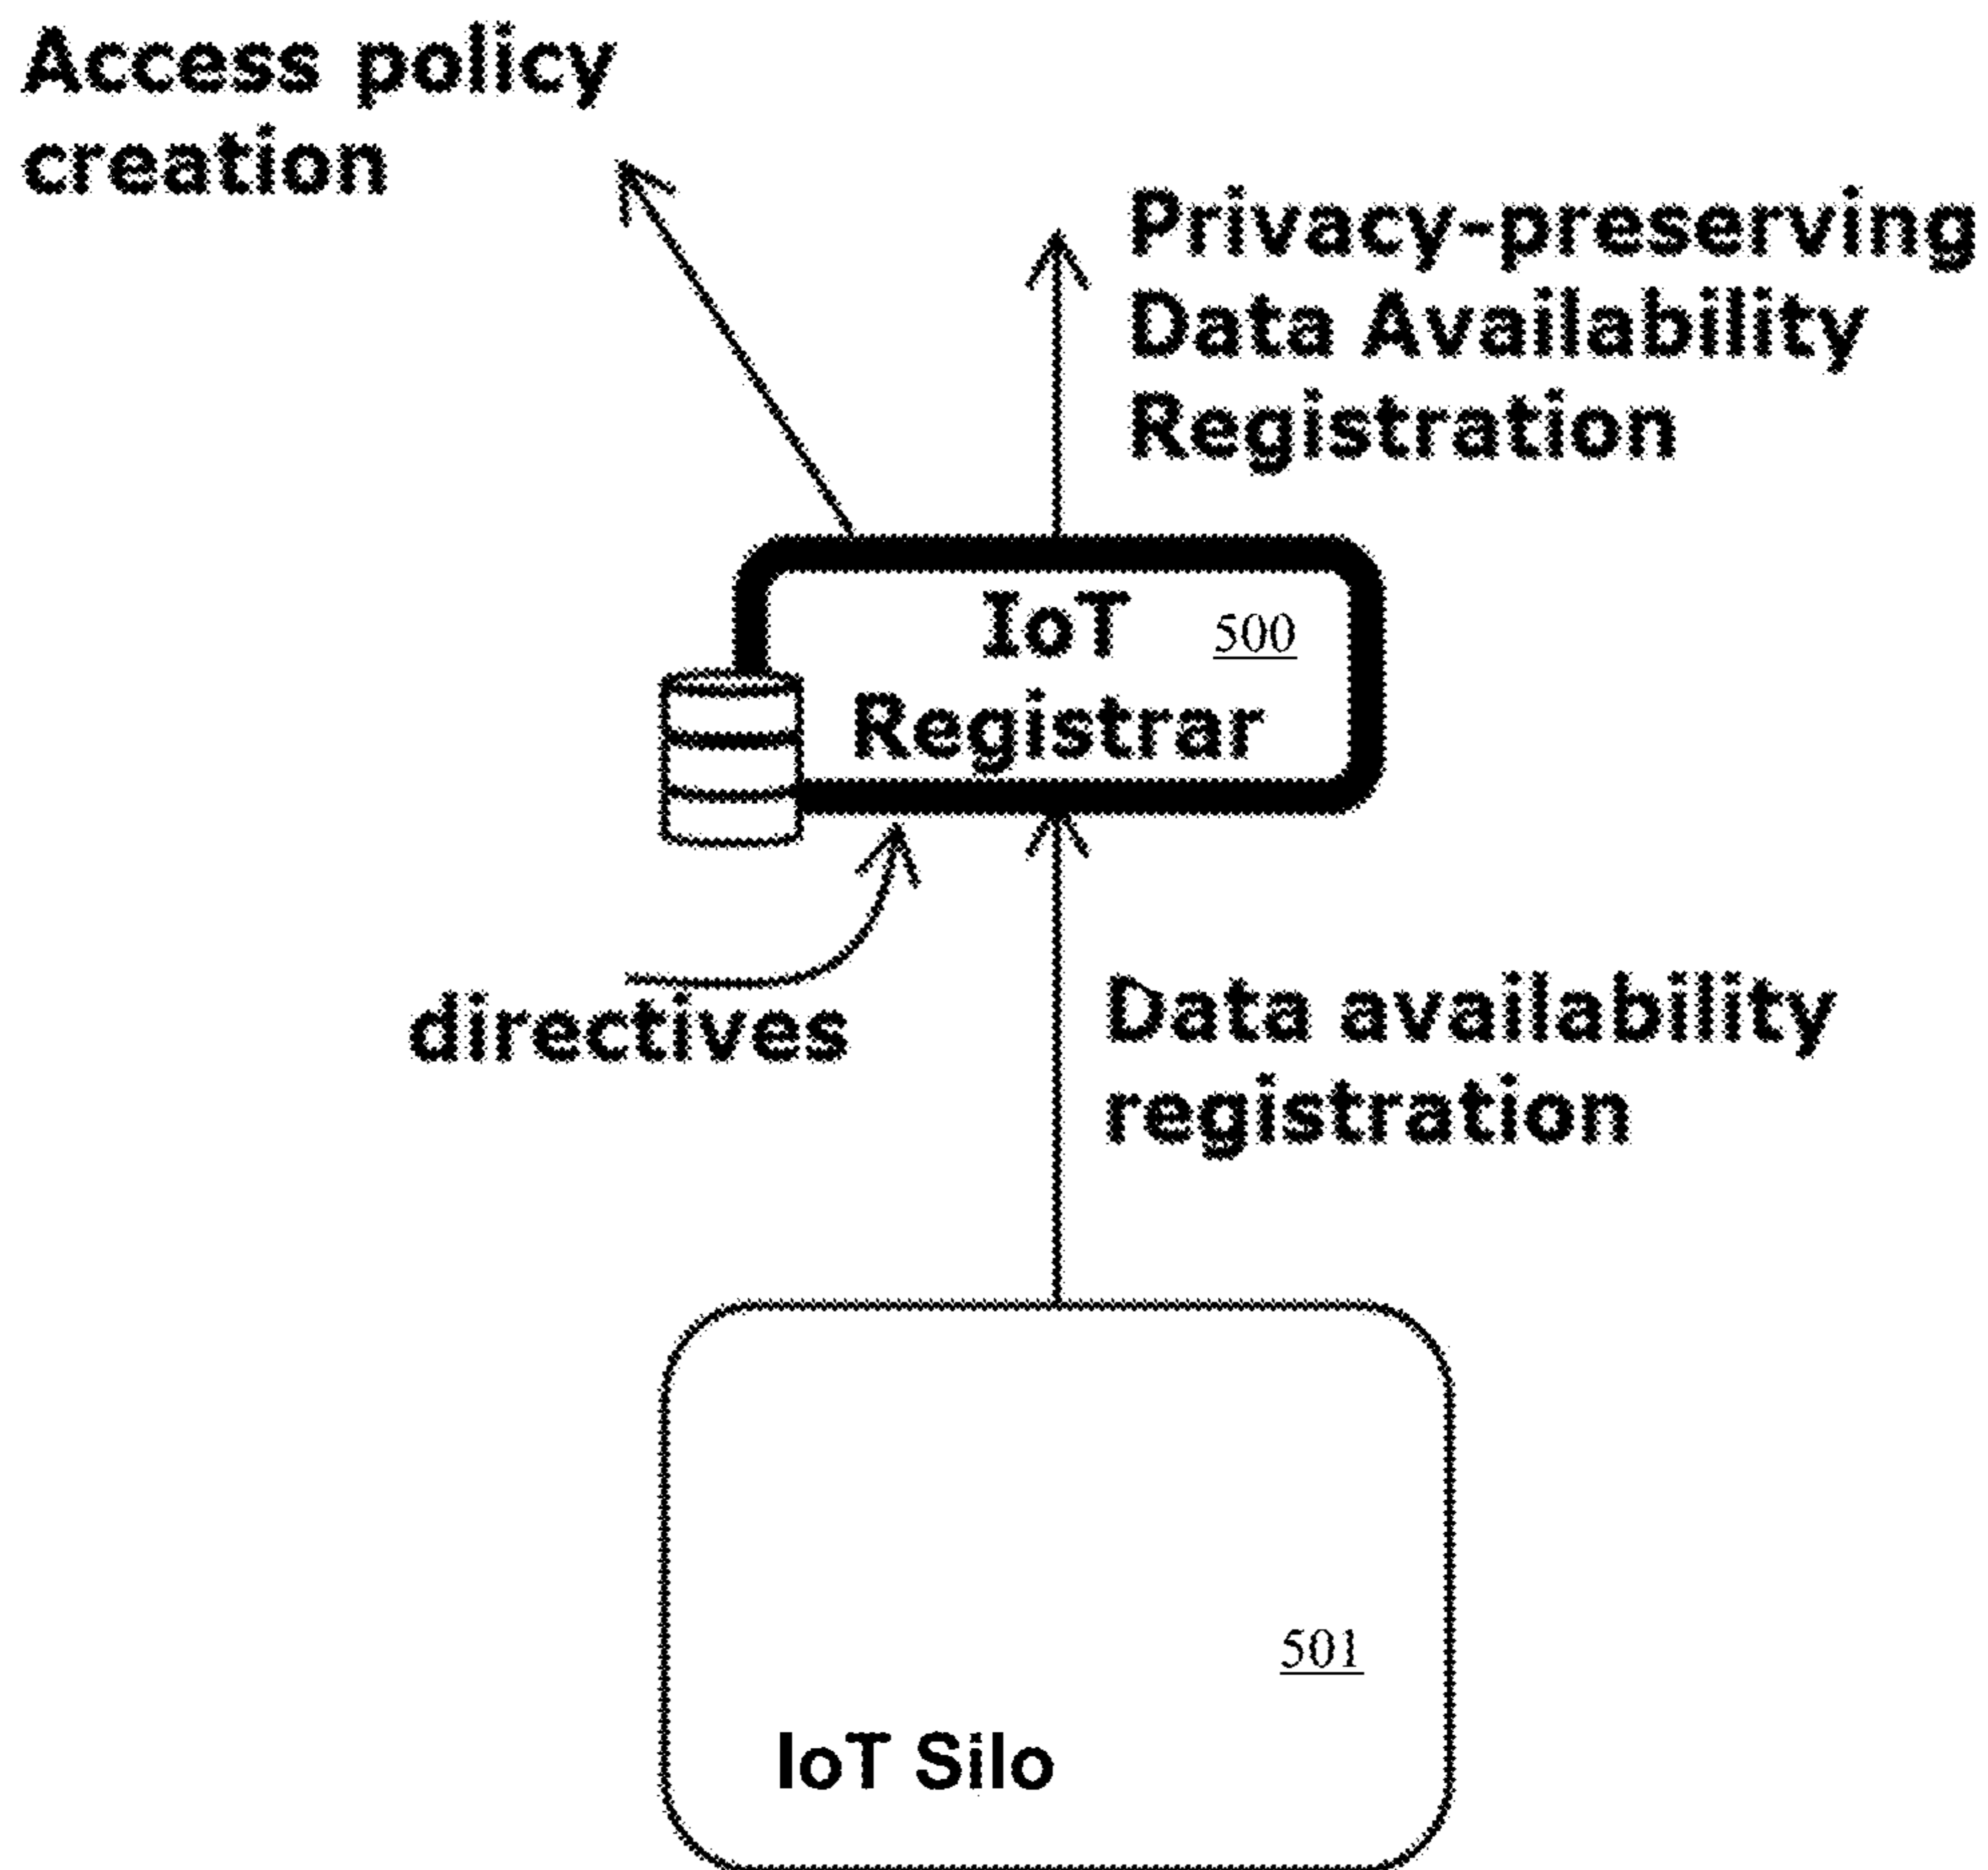 Access policy
creation
Privacy-preserving
Data Availability
Registration
IoT 500
Registrar
directives
Data availability
registration
501
IoT Silo